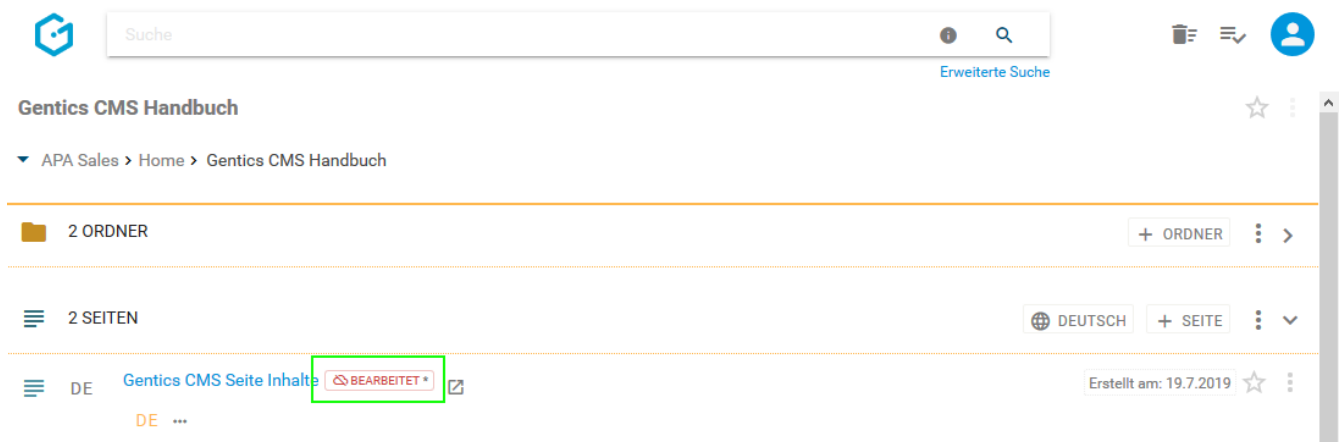 Suche
Erweiterte Suche
Gentics CMS Handbuch
APA Sales > Home > Gentics CMS Handbuch
2 ORDNER
+ ORDNER
2 SEITEN
DEUTSCH
+ SEITE
DE
Gentics CMS Seite Inhalte
BEARBEITET *
Erstellt am: 19.7.2019
DE